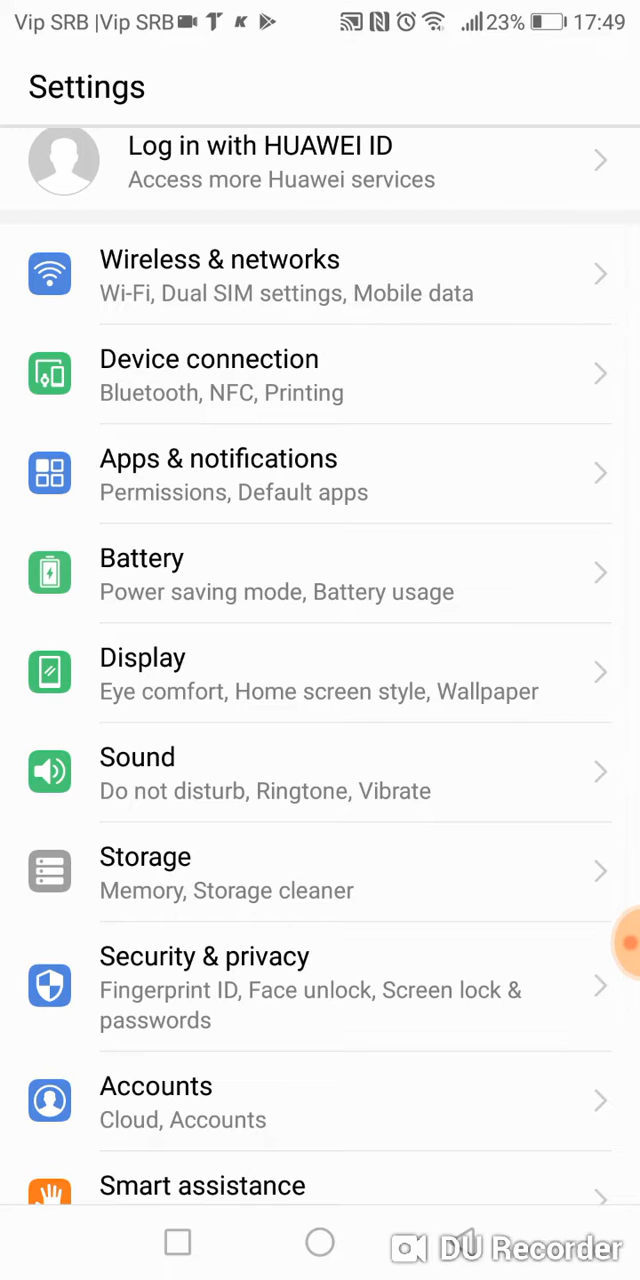 Vip SRB |Vip SRB 23% 17:49
Settings
Log in with HUAWEI ID
Access more Huawei services
Wireless & networks
Wi-Fi, Dual SIM settings, Mobile data
Device connection
Bluetooth, NFC, Printing
Apps & notifications
Permissions, Default apps
Battery
Power saving mode, Battery usage
Display
Eye comfort, Home screen style, Wallpaper
Sound
Do not disturb, Ringtone, Vibrate
Storage
Memory, Storage cleaner
Security & privacy
Fingerprint ID, Face unlock, Screen lock &
passwords
Accounts
Cloud, Accounts
Smart assistance
DU Recorder